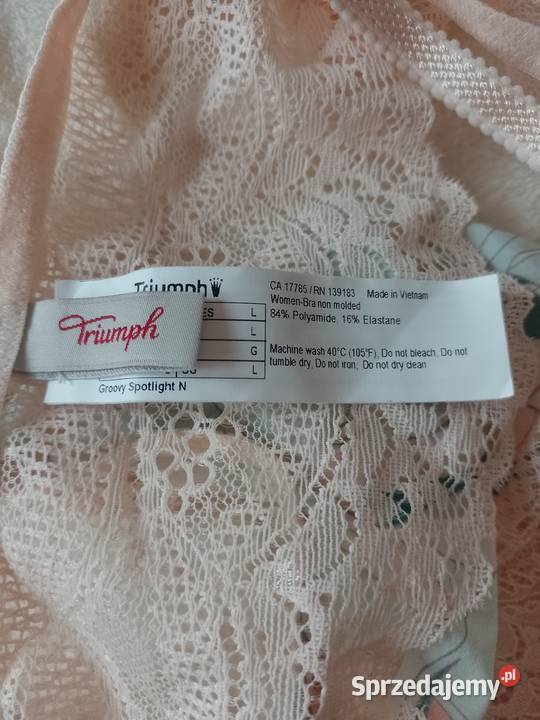 Triumph
CA 17785 / RN 139183 Made in Vietnam
Women-Bra non molded
84% Polyamide, 16% Elastane
Machine wash 40°C (105°F), Do not bleach, Do not
tumble dry, Do not iron, Do not dry clean
Triumph
ES L
L
G
L
Groovy Spotlight N
Sprzedajemy.pl